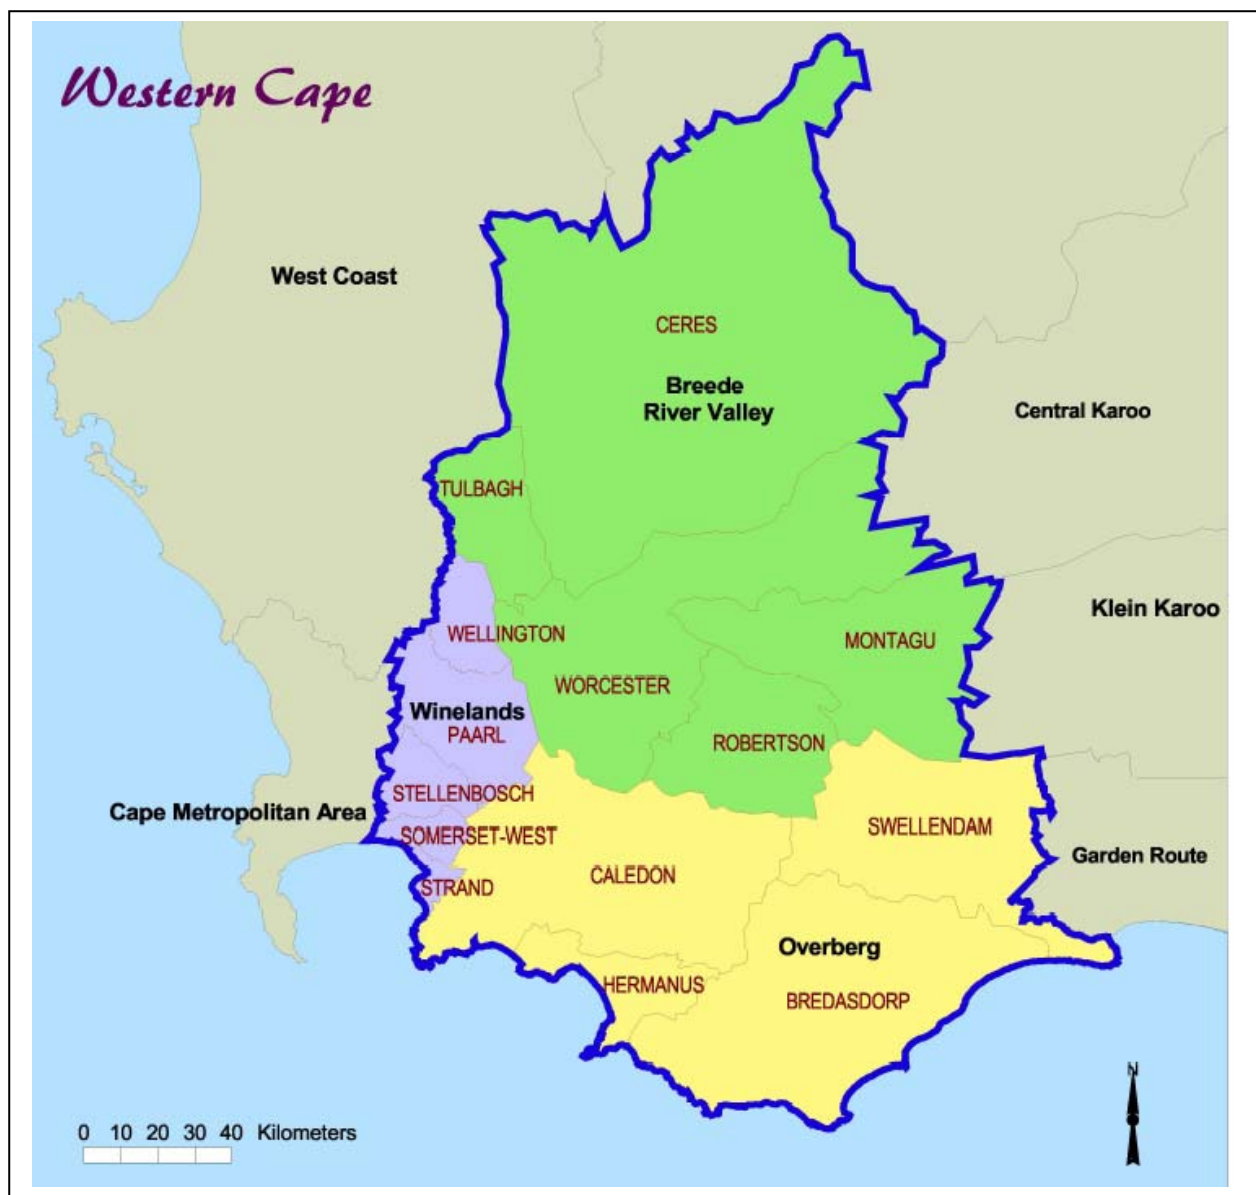 Western Cape
West Coast
CERES
Breede
River Valley
Central Karoo
TULBAGH
Klein Karoo
WELLINGTON
MONTAGU
WORCESTER
Winelands
PAARL
ROBERTSON
STELLENBOSCH
Cape Metropolitan Area
SOMERSET-WEST
SWELLENDAM
Garden Route
CALEDON
STRAND
Overberg
HERMANUS
BREDASDORP
N
0 10 20 30 40 Kilometers